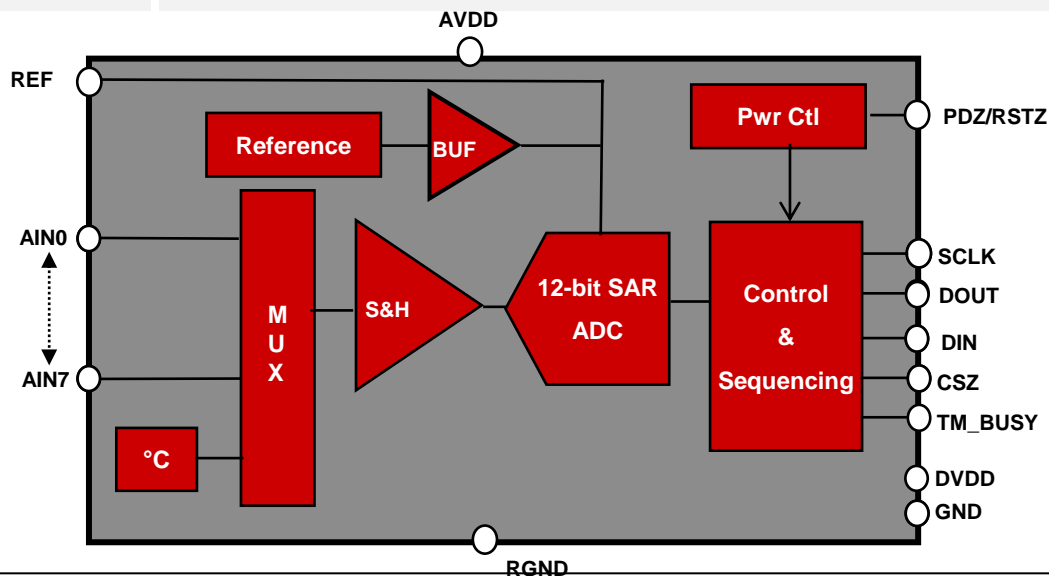 AVDD
REF
Reference
BUF
Pwr Ctl
PDZ/RSTZ
AIN0
AIN7
M
U
X
S&H
12-bit SAR
ADC
Control
&
Sequencing
SCLK
DOUT
DIN
CSZ
TM_BUSY
°C
DVDD
GND
RGND